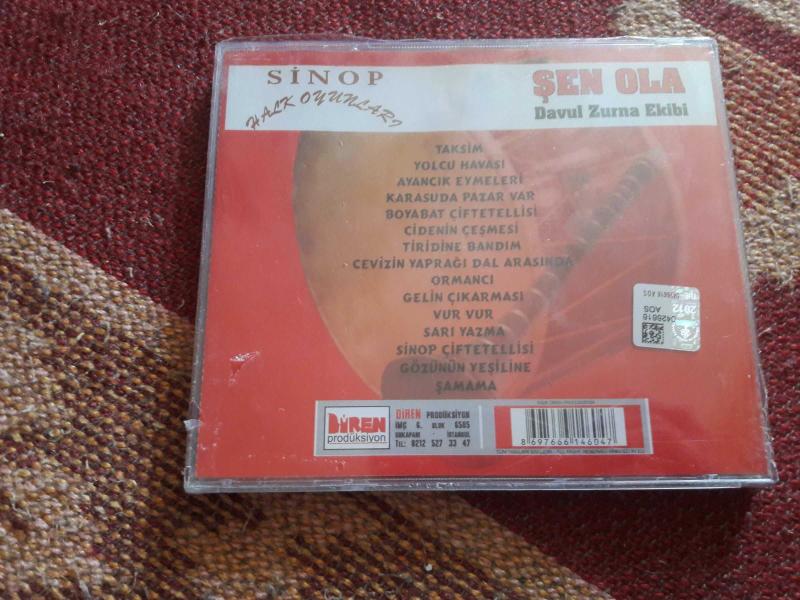 SİNOP
HALK OYUNLARI
ŞEN OLA
Davul Zurna Ekibi
TAKSİM
YOLCU HAVASI
AYANCIK EYMELERİ
KARASUDA PAZAR VAR
BOYABAT ÇİFTETELLİSİ
CİDENİN ÇEŞMESİ
TİRİDİNE BANDIM
CEVİZİN YAPRAĞI DAL ARASINDA
ORMANCI
GELİN ÇIKARMASI
VUR VUR
SARI YAZMA
SİNOP ÇİFTETELLİSİ
GÖZÜNÜN YEŞİLİNE
ŞAMAMA
2012
AOS
0426616
DİREN
prodüksiyon
DİREN PRODÜKSİYON
İMÇ 6. BLOK 6505
UNKAPANI İSTANBUL
TEL: 0212 527 33 47
8 697666 146047